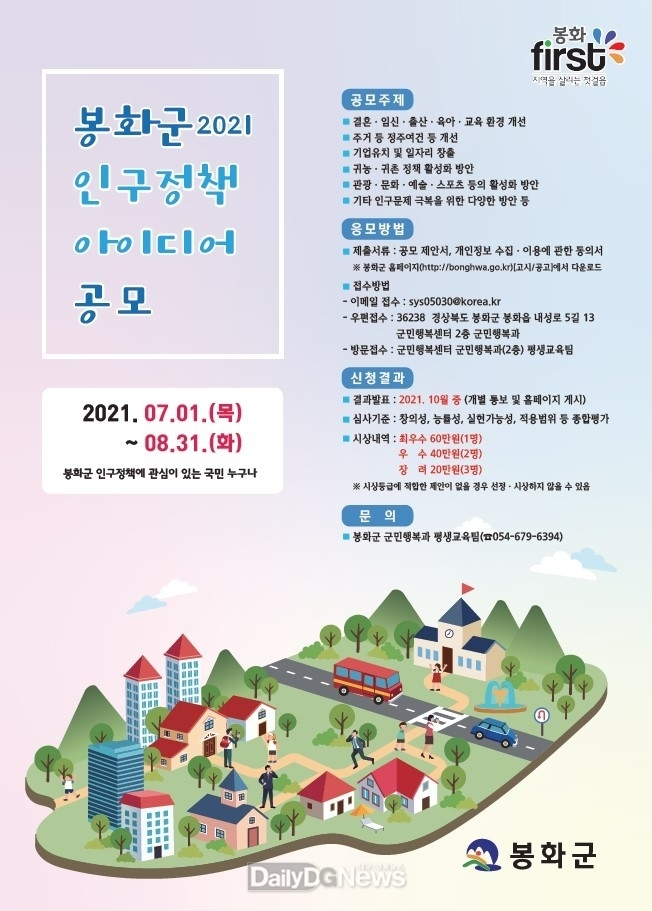 봉화
first
지역을 살리는 첫걸음
봉화군 2021
인구정책
아이디어
공모
2021. 07.01.(목)
~ 08.31.(화)
봉화군 인구정책에 관심이 있는 국민 누구나
공모주제
■ 결혼·임신·출산·육아·교육 환경 개선
■ 주거 등 정주여건 등 개선
■ 기업유치 및 일자리 창출
■ 귀농·귀촌 정책 활성화 방안
■ 관광·문화·예술·스포츠 등의 활성화 방안
■ 기타 인구문제 극복을 위한 다양한 방안 등
응모방법
■ 제출서류 : 공모 제안서, 개인정보 수집·이용에 관한 동의서
※ 봉화군 홈페이지(http://bonghwa.go.kr)(고시/공고)에서 다운로드
■ 접수방법
- 이메일 접수 : sys05030@korea.kr
- 우편접수 : 36238 경상북도 봉화군 봉화읍 내성로 5길 13
군민행복센터 2층 군민행복과
- 방문접수 : 군민행복센터 군민행복과(2층) 평생교육팀
신청결과
■ 결과발표 : 2021. 10월 중 (개별 통보 및 홈페이지 게시)
■ 심사기준 : 창의성, 능률성, 실현가능성, 적용범위 등 종합평가
■ 시상내역 : 최우수 60만원(1명)
우 수 40만원(2명)
장 려 20만원(3명)
※ 시상등급에 적합한 제안이 없을 경우 선정·시상하지 않을 수 있음
문 의
■ 봉화군 군민행복과 평생교육팀(☎054-679-6394)
봉화군
DailyDGNews